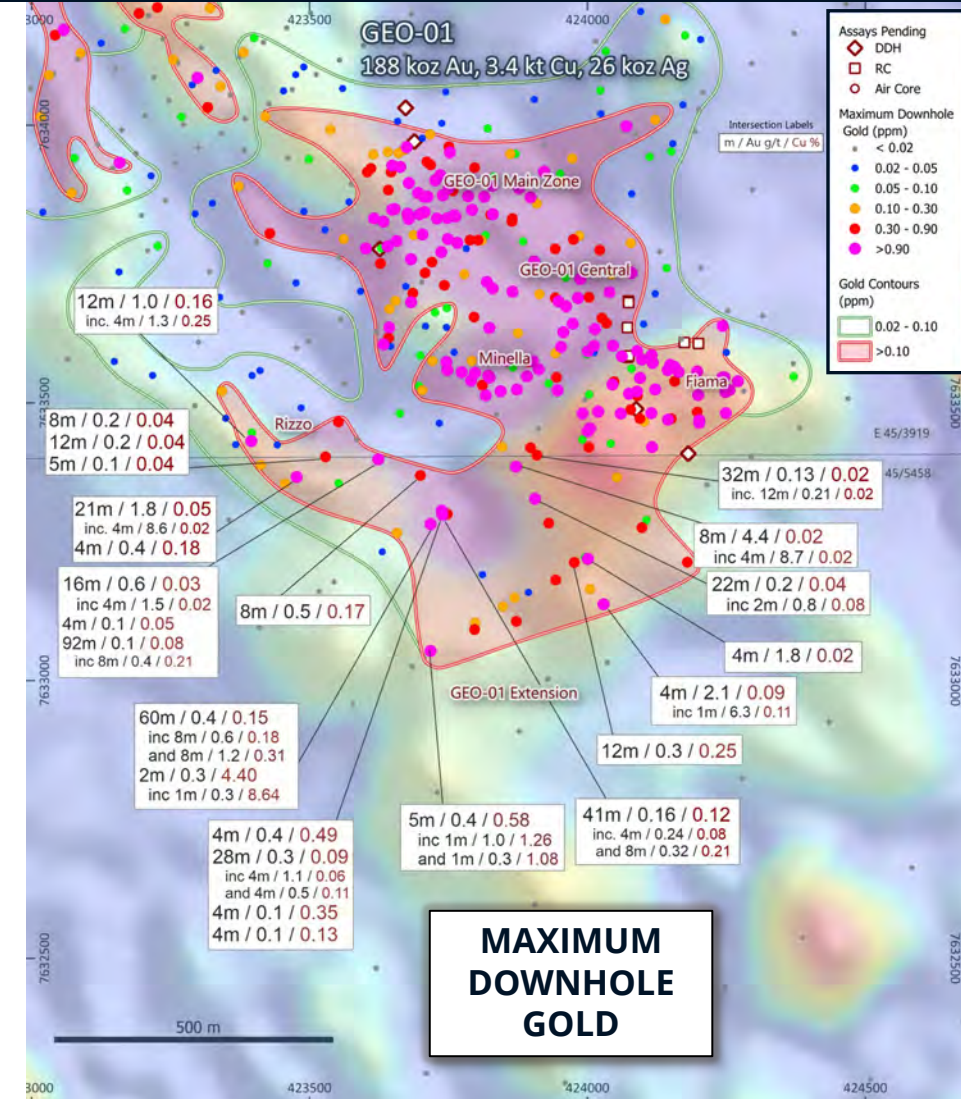 3000
423500
424000
GEO-01
188 koz Au, 3.4 kt Cu, 26 koz Ag
Assays Pending
DDH
RC
Air Core
Maximum Downhole
Gold (ppm)
< 0.02
0.02 - 0.05
0.05 - 0.10
0.10 - 0.30
0.30 - 0.90
>0.90
Gold Contours
(ppm)
0.02 - 0.10
>0.10
Intersection Labels
m / Au g/t / Cu %
7634000
GEO-01 Main Zone
GEO-01 Central
Minella
Fiama
Rizzo
7633500
7633500
E 45/3919
45/5458
12m / 1.0 / 0.16
inc. 4m / 1.3 / 0.25
8m / 0.2 / 0.04
12m / 0.2 / 0.04
5m / 0.1 / 0.04
21m / 1.8 / 0.05
inc. 4m / 8.6 / 0.02
4m / 0.4 / 0.18
16m / 0.6 / 0.03
inc 4m / 1.5 / 0.02
4m / 0.1 / 0.05
92m / 0.1 / 0.08
inc 8m / 0.4 / 0.21
8m / 0.5 / 0.17
32m / 0.13 / 0.02
inc. 12m / 0.21 / 0.02
8m / 4.4 / 0.02
inc 4m / 8.7 / 0.02
22m / 0.2 / 0.04
inc 2m / 0.8 / 0.08
4m / 1.8 / 0.02
4m / 2.1 / 0.09
inc 1m / 6.3 / 0.11
12m / 0.3 / 0.25
7633000
7633000
GEO-01 Extension
60m / 0.4 / 0.15
inc 8m / 0.6 / 0.18
and 8m / 1.2 / 0.31
2m / 0.3 / 4.40
inc 1m / 0.3 / 8.64
4m / 0.4 / 0.49
28m / 0.3 / 0.09
inc 4m / 1.1 / 0.06
and 4m / 0.5 / 0.11
4m / 0.1 / 0.35
4m / 0.1 / 0.13
5m / 0.4 / 0.58
inc 1m / 1.0 / 1.26
and 1m / 0.3 / 1.08
41m / 0.16 / 0.12
inc. 4m / 0.24 / 0.08
and 8m / 0.32 / 0.21
MAXIMUM
DOWNHOLE
GOLD
7632500
7632500
500 m
3000
423500
424000
424500